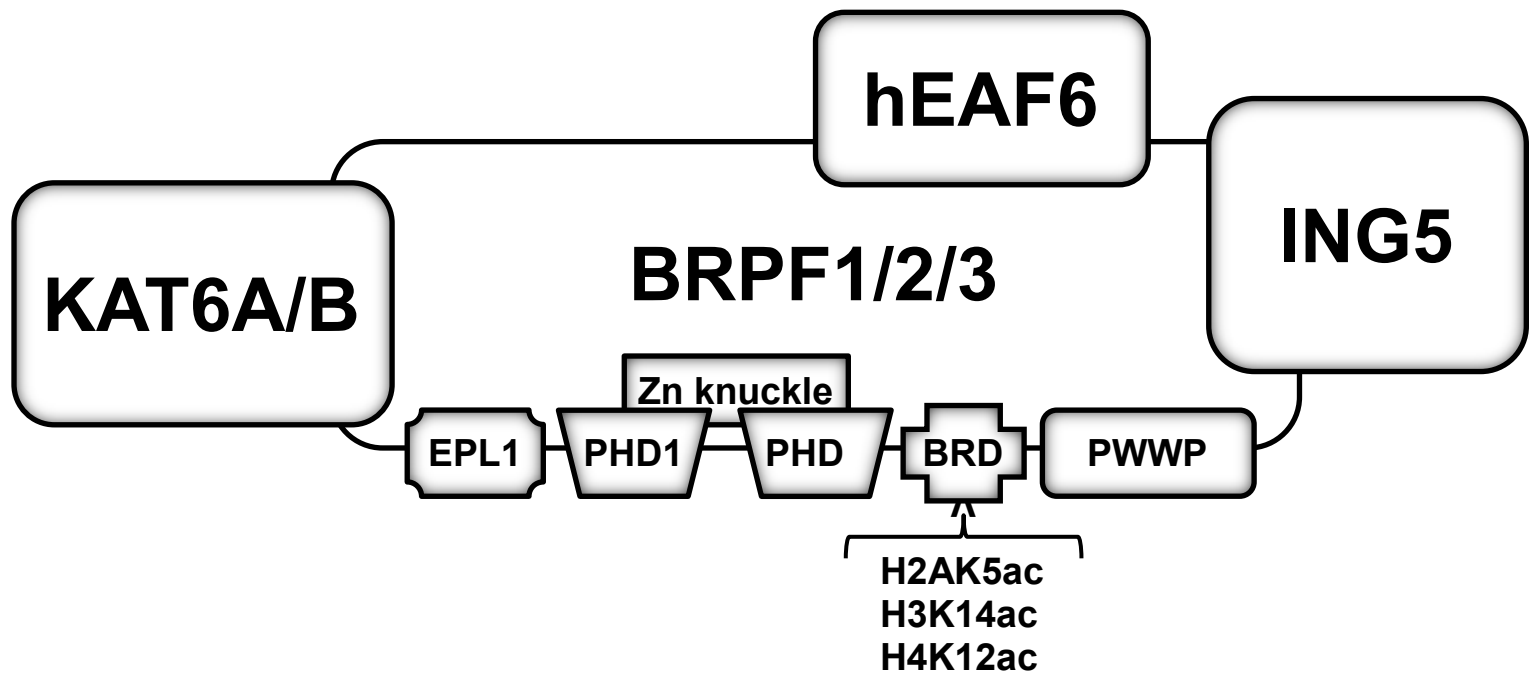 hEAF6
ING5
KAT6A/B
BRPF1/2/3
Zn knuckle
EPL1
PHD1
PHD
BRD
PWWP
H2AK5ac
H3K14ac
H4K12ac